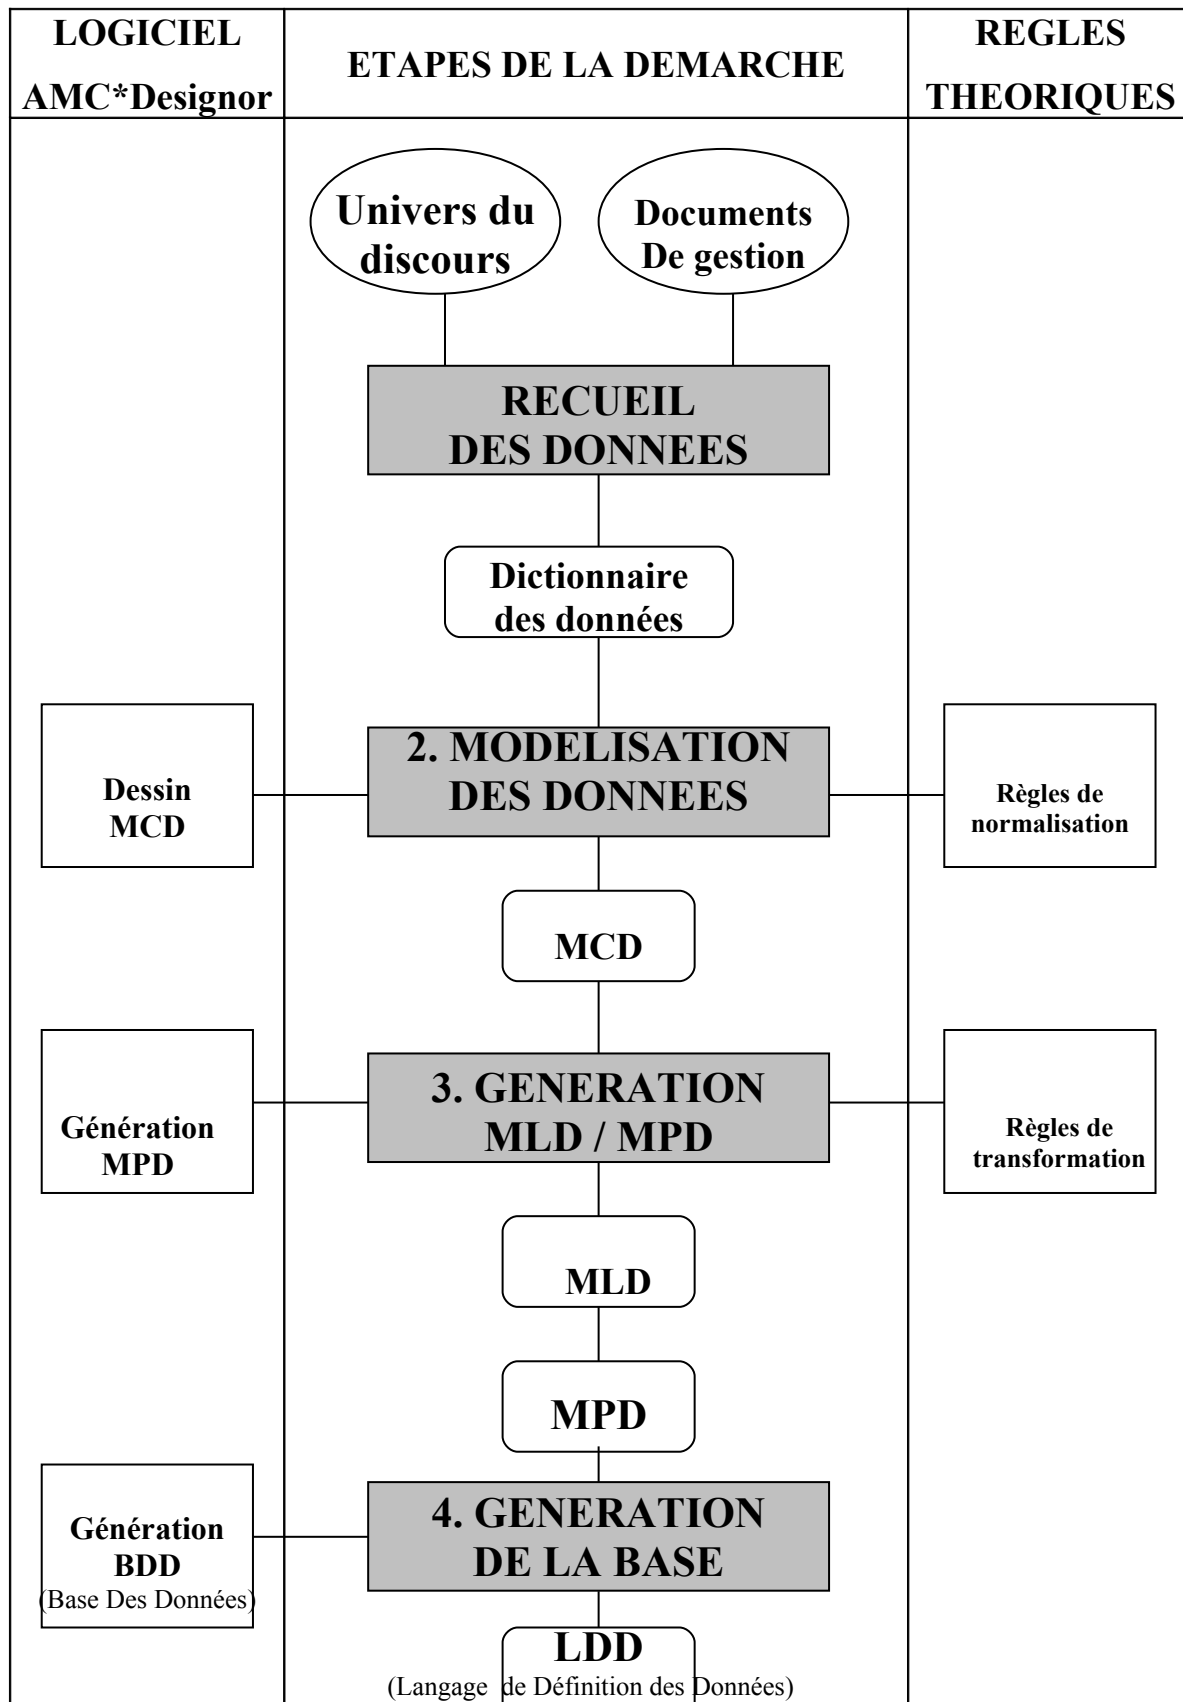 LOGICIEL
AMC*Designor
ETAPES DE LA DEMARCHE
REGLES
THEORIQUES
Univers du
discours
Documents
De gestion
RECUEIL
DES DONNEES
Dictionnaire
des données
Dessin
MCD
2. MODELISATION
DES DONNEES
Règles de
normalisation
MCD
Génération
MPD
3. GENERATION
MLD / MPD
Règles de
transformation
MLD
MPD
Génération
BDD
(Base Des Données)
4. GENERATION
DE LA BASE
LDD
(Langage de Définition des Données)